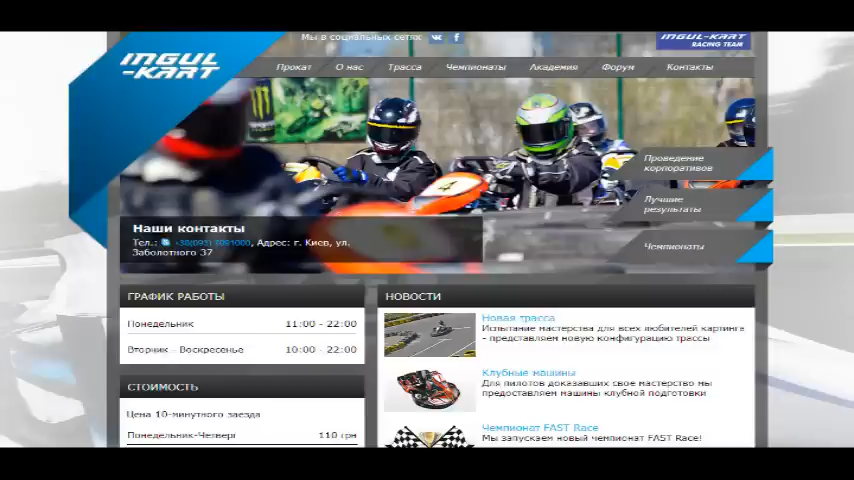 Мы в социальных сетях:
INGUL-KART
RACING TEAM
INGUL
-KART
Прокат
О нас
Трасса
Чемпионаты
Академия
Форум
Контакты
Проведение
корпоративов
Лучшие
результаты
Чемпионаты
Наши контакты
Тел.: +38(093) 7091000, Адрес: г. Киев, ул.
Заболотного 37
ГРАФИК РАБОТЫ
Понедельник 11:00 - 22:00
Вторник - Воскресенье 10:00 - 22:00
СТОИМОСТЬ
Цена 10-минутного заезда
Понедельник-Четверг 110 грн
НОВОСТИ
Новая трасса
Испытание мастерства для всех любителей картинга
- представляем новую конфигурацию трассы
Клубные машины
Для пилотов доказавших свое мастерство мы
предоставляем машины клубной подготовки
Чемпионат FAST Race
Мы запускаем новый чемпионат FAST Race!